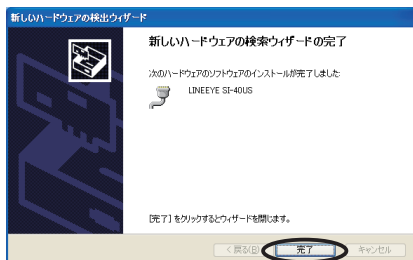 新しいハードウェアの検出ウィザード
新しいハードウェアの検索ウィザードの完了
次のハードウェアのソフトウェアのインストールが完了しました:
LINEEYE SI-40US
[完了] をクリックするとウィザードを閉じます。
< 戻る(B) 完了 キャンセル